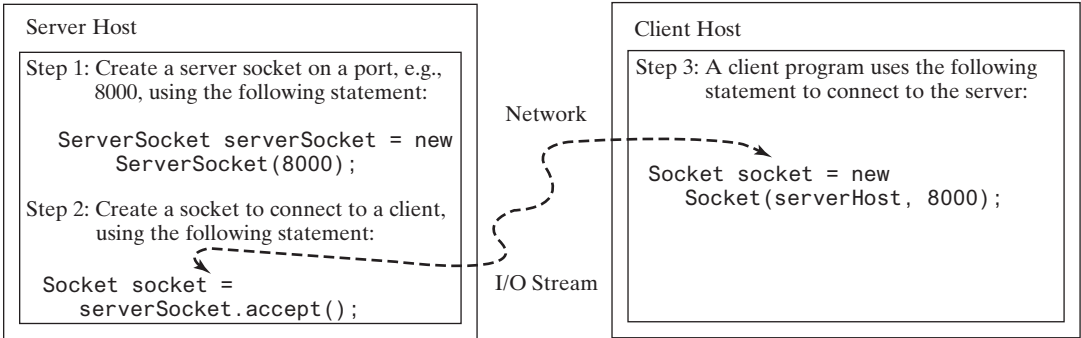 Server Host
Step 1: Create a server socket on a port, e.g.,
8000, using the following statement:
ServerSocket serverSocket = new
ServerSocket(8000);
Step 2: Create a socket to connect to a client,
using the following statement:
Socket socket =
serverSocket.accept();
Network
I/O Stream
Client Host
Step 3: A client program uses the following
statement to connect to the server:
Socket socket = new
Socket(serverHost, 8000);